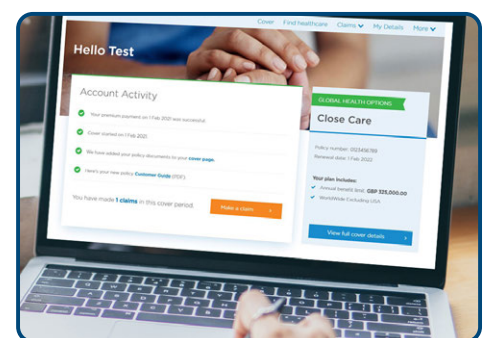 Cover Find healthcare Claims My Details More
Hello Test
Account Activity
Your premium payment on 1 Feb 2021 was successful.
Cover started on 1 Feb 2021.
We have added your policy documents to your cover page.
Here's your new policy Customer Guide (PDF).
You have made 1 claims in this cover period.
Make a claim
GLOBAL HEALTH OPTIONS
Close Care
Policy number: 0123456789
Renewal date: 1 Feb 2022
Your plan includes:
Annual benefit limit: GBP 325,000.00
WorldWide Excluding USA
View full cover details